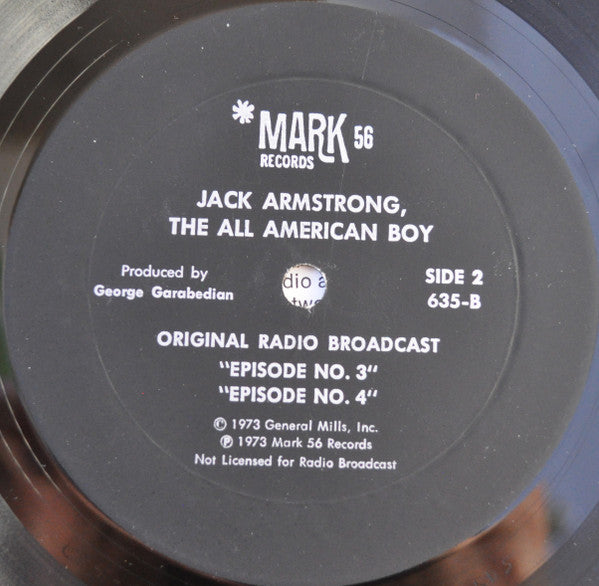 *MARK 56
RECORDS
JACK ARMSTRONG,
THE ALL AMERICAN BOY
Produced by
George Garabedian
dio a
SIDE 2
635-B
ORIGINAL RADIO BROADCAST
"EPISODE NO. 3"
"EPISODE NO. 4"
© 1973 General Mills, Inc.
℗ 1973 Mark 56 Records
Not Licensed for Radio Broadcast